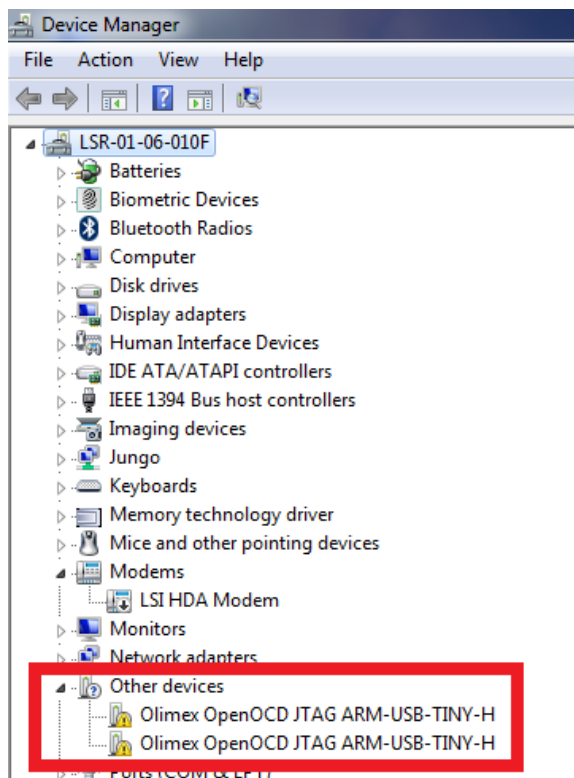 Device Manager
File Action View Help
LSR-01-06-010F
Batteries
Biometric Devices
Bluetooth Radios
Computer
Disk drives
Display adapters
Human Interface Devices
IDE ATA/ATAPI controllers
IEEE 1394 Bus host controllers
Imaging devices
Jungo
Keyboards
Memory technology driver
Mice and other pointing devices
Modems
LSI HDA Modem
Monitors
Network adapters
Other devices
Olimex OpenOCD JTAG ARM-USB-TINY-H
Olimex OpenOCD JTAG ARM-USB-TINY-H
Ports (COM & LPT)